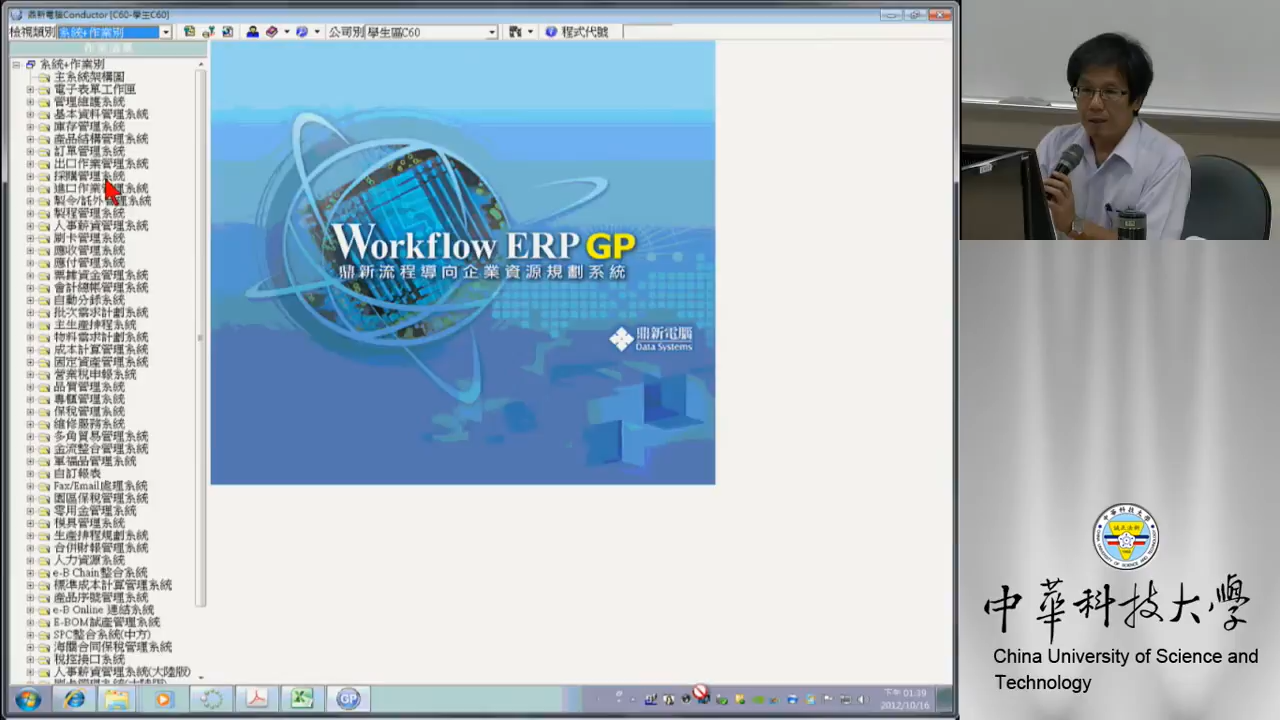 鼎新電腦Conductor [C60-學生C60]
檢視類別 系統+作業別 公司別 學生區C60 程式代號
系統+作業別
主系統架構圖
電子表單工作匣
管理維護系統
基本資料管理系統
庫存管理系統
產品結構管理系統
訂單管理系統
出口作業管理系統
採購管理系統
進口作業管理系統
製令/託外管理系統
製程管理系統
人事薪資管理系統
刷卡管理系統
應收管理系統
應付管理系統
票據資金管理系統
會計總帳管理系統
自動分錄系統
批次需求計劃系統
主生產排程系統
物料需求計劃系統
成本計算管理系統
固定資產管理系統
營業稅申報系統
品質管理系統
專櫃管理系統
保稅管理系統
維修服務系統
多角貿易管理系統
金流整合管理系統
軍福品管理系統
自訂報表
Fax/Email處理系統
園區保稅管理系統
零用金管理系統
模具管理系統
生產排程規劃系統
合併財報管理系統
人力資源系統
e-B Chain整合系統
標準成本計算管理系統
產品序號管理系統
e-B Online 連結系統
E-BOM試產管理系統
SPC整合系統(中方)
海關合同保稅管理系統
稅控接口系統
人事薪資管理系統(大陸版)
Workflow ERP GP
鼎新流程導向企業資源規劃系統
鼎新電腦
Data Systems
GP
下午 01:39
2012/10/16
中華科技大學
China University of Science and
Technology